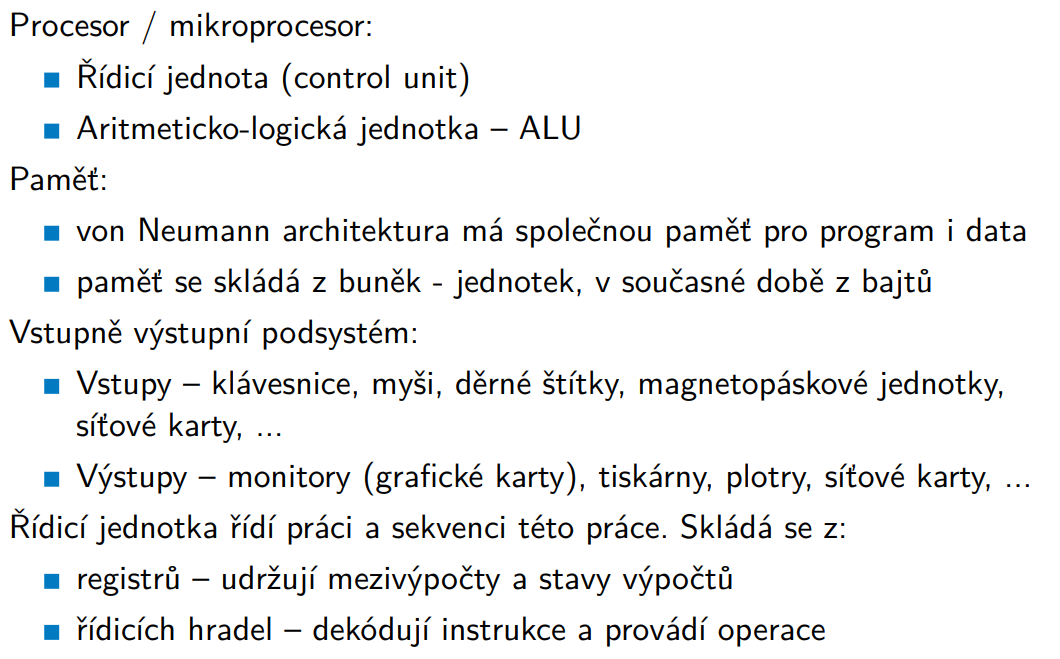 Procesor / mikroprocesor:
Řídicí jednota (control unit)
Aritmeticko-logická jednotka – ALU
Paměť:
von Neumann architektura má společnou paměť pro program i data
paměť se skládá z buněk - jednotek, v současné době z bajtů
Vstupně výstupní podsystém:
Vstupy – klávesnice, myši, děrné štítky, magnetopáskové jednotky,
síťové karty, ...
Výstupy – monitory (grafické karty), tiskárny, plotry, síťové karty, ...
Řídicí jednotka řídí práci a sekvenci této práce. Skládá se z:
registrů – udržují mezivýpočty a stavy výpočtů
řídicích hradel – dekódují instrukce a provádí operace